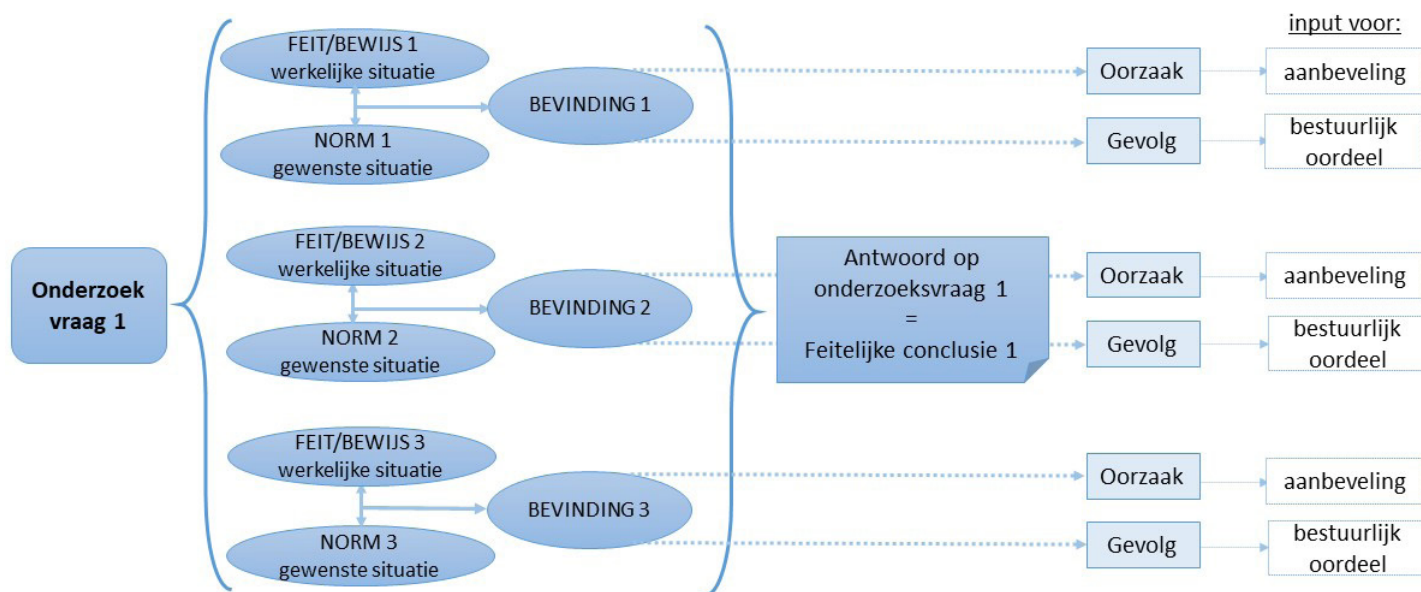 input voor:
FEIT/BEWIJS 1
werkelijke situatie
BEVINDING 1
NORM 1
gewenste situatie
Oorzaak
aanbeveling
Gevolg
bestuurlijk
oordeel
Onderzoek
vraag 1
FEIT/BEWIJS 2
werkelijke situatie
BEVINDING 2
NORM 2
gewenste situatie
Antwoord op
onderzoeksvraag 1
=
Feitelijke conclusie 1
Oorzaak
aanbeveling
Gevolg
bestuurlijk
oordeel
FEIT/BEWIJS 3
werkelijke situatie
BEVINDING 3
NORM 3
gewenste situatie
Oorzaak
aanbeveling
Gevolg
bestuurlijk
oordeel